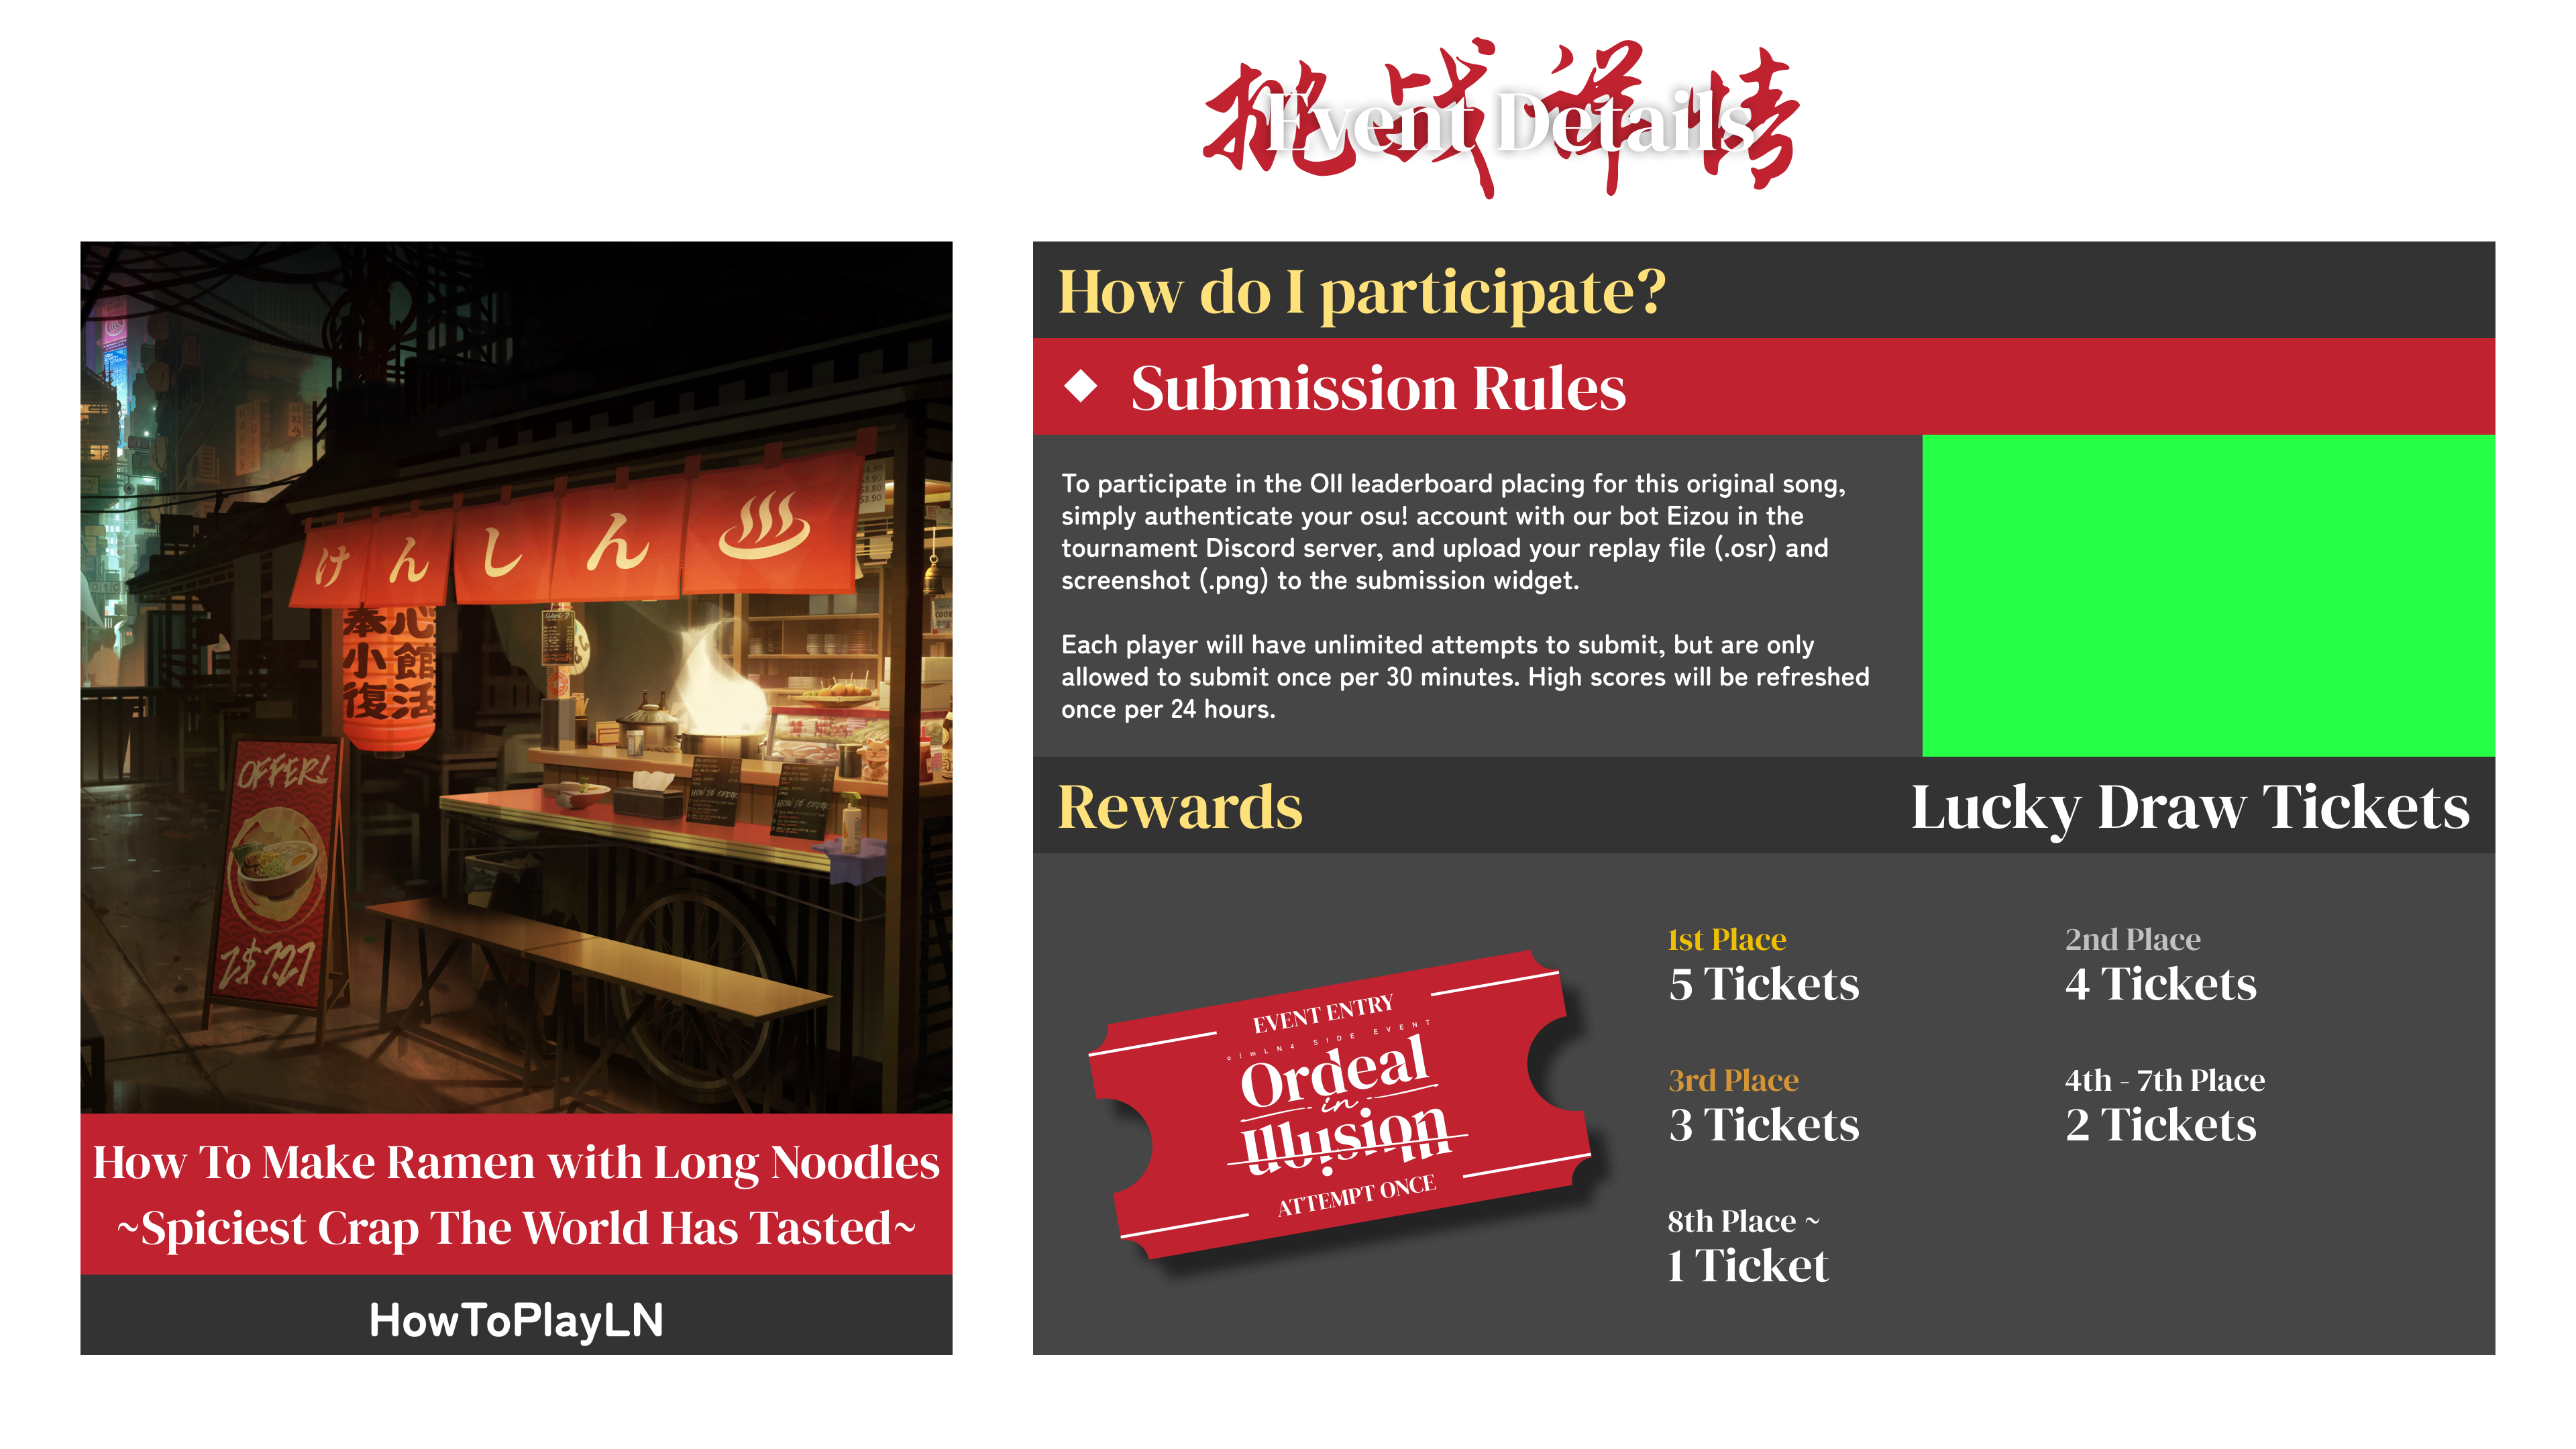 挑战详情
Event Details
けんしん
奉心
小館
復活
OFFER!
Z$727
How To Make Ramen with Long Noodles
~Spiciest Crap The World Has Tasted~
HowToPlayLN
How do I participate?
Submission Rules
To participate in the OII leaderboard placing for this original song,
simply authenticate your osu! account with our bot Eizou in the
tournament Discord server, and upload your replay file (.osr) and
screenshot (.png) to the submission widget.
Each player will have unlimited attempts to submit, but are only
allowed to submit once per 30 minutes. High scores will be refreshed
once per 24 hours.
Rewards
Lucky Draw Tickets
EVENT ENTRY
o!mLN4 SIDE EVENT
Ordeal
in
Illusion
ATTEMPT ONCE
1st Place
5 Tickets
2nd Place
4 Tickets
3rd Place
3 Tickets
4th - 7th Place
2 Tickets
8th Place ~
1 Ticket